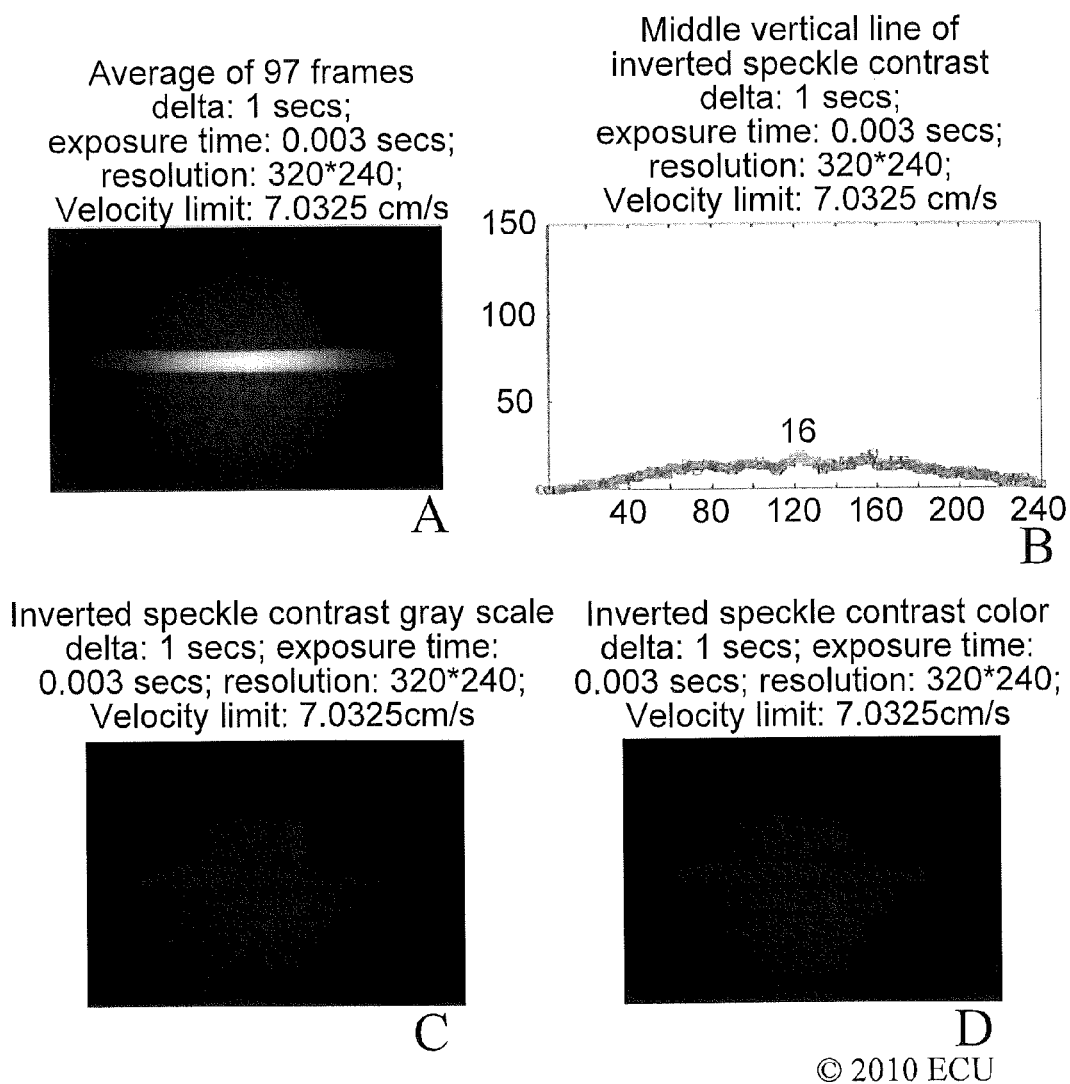 Average of 97 frames
delta: 1 secs;
exposure time: 0.003 secs;
resolution: 320*240;
Velocity limit: 7.0325 cm/s
A
Middle vertical line of
inverted speckle contrast
delta: 1 secs;
exposure time: 0.003 secs;
resolution: 320*240;
Velocity limit: 7.0325 cm/s
150
100
50
16
40 80 120 160 200 240
B
Inverted speckle contrast gray scale
delta: 1 secs; exposure time:
0.003 secs; resolution: 320*240;
Velocity limit: 7.0325cm/s
C
Inverted speckle contrast color
delta: 1 secs; exposure time:
0.003 secs; resolution: 320*240;
Velocity limit: 7.0325cm/s
D
© 2010 ECU